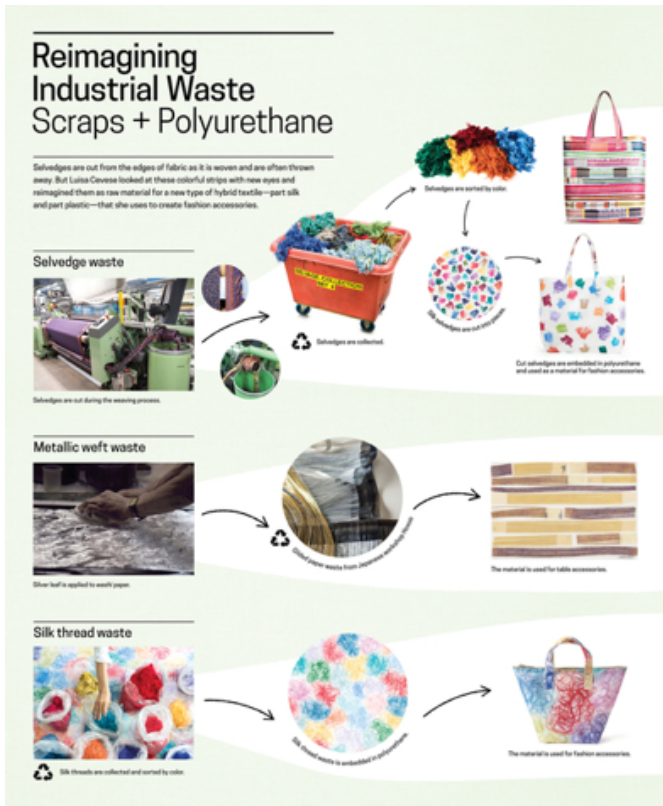 Reimagining
Industrial Waste
Scraps + Polyurethane
Selvedges are cut from the edges of fabric as it is woven and are often thrown
away. But Luisa Cevese looked at these colorful strips with new eyes and
reimagined them as raw material for a new type of hybrid textile—part silk
and part plastic—that she uses to create fashion accessories.
Selvedges are sorted by color.
Selvedge waste
Selvedges are cut during the weaving process.
Selvedges are collected.
Silk selvedges are cut into pieces.
Cut selvedges are embedded in polyurethane
and used as a material for fashion accessories.
Metallic weft waste
Silver leaf is applied to washi paper.
Gilded paper waste from Japanese workshop
The material is used for table accessories.
Silk thread waste
Silk threads are collected and sorted by color.
Silk thread waste is embedded in polyurethane.
The material is used for fashion accessories.